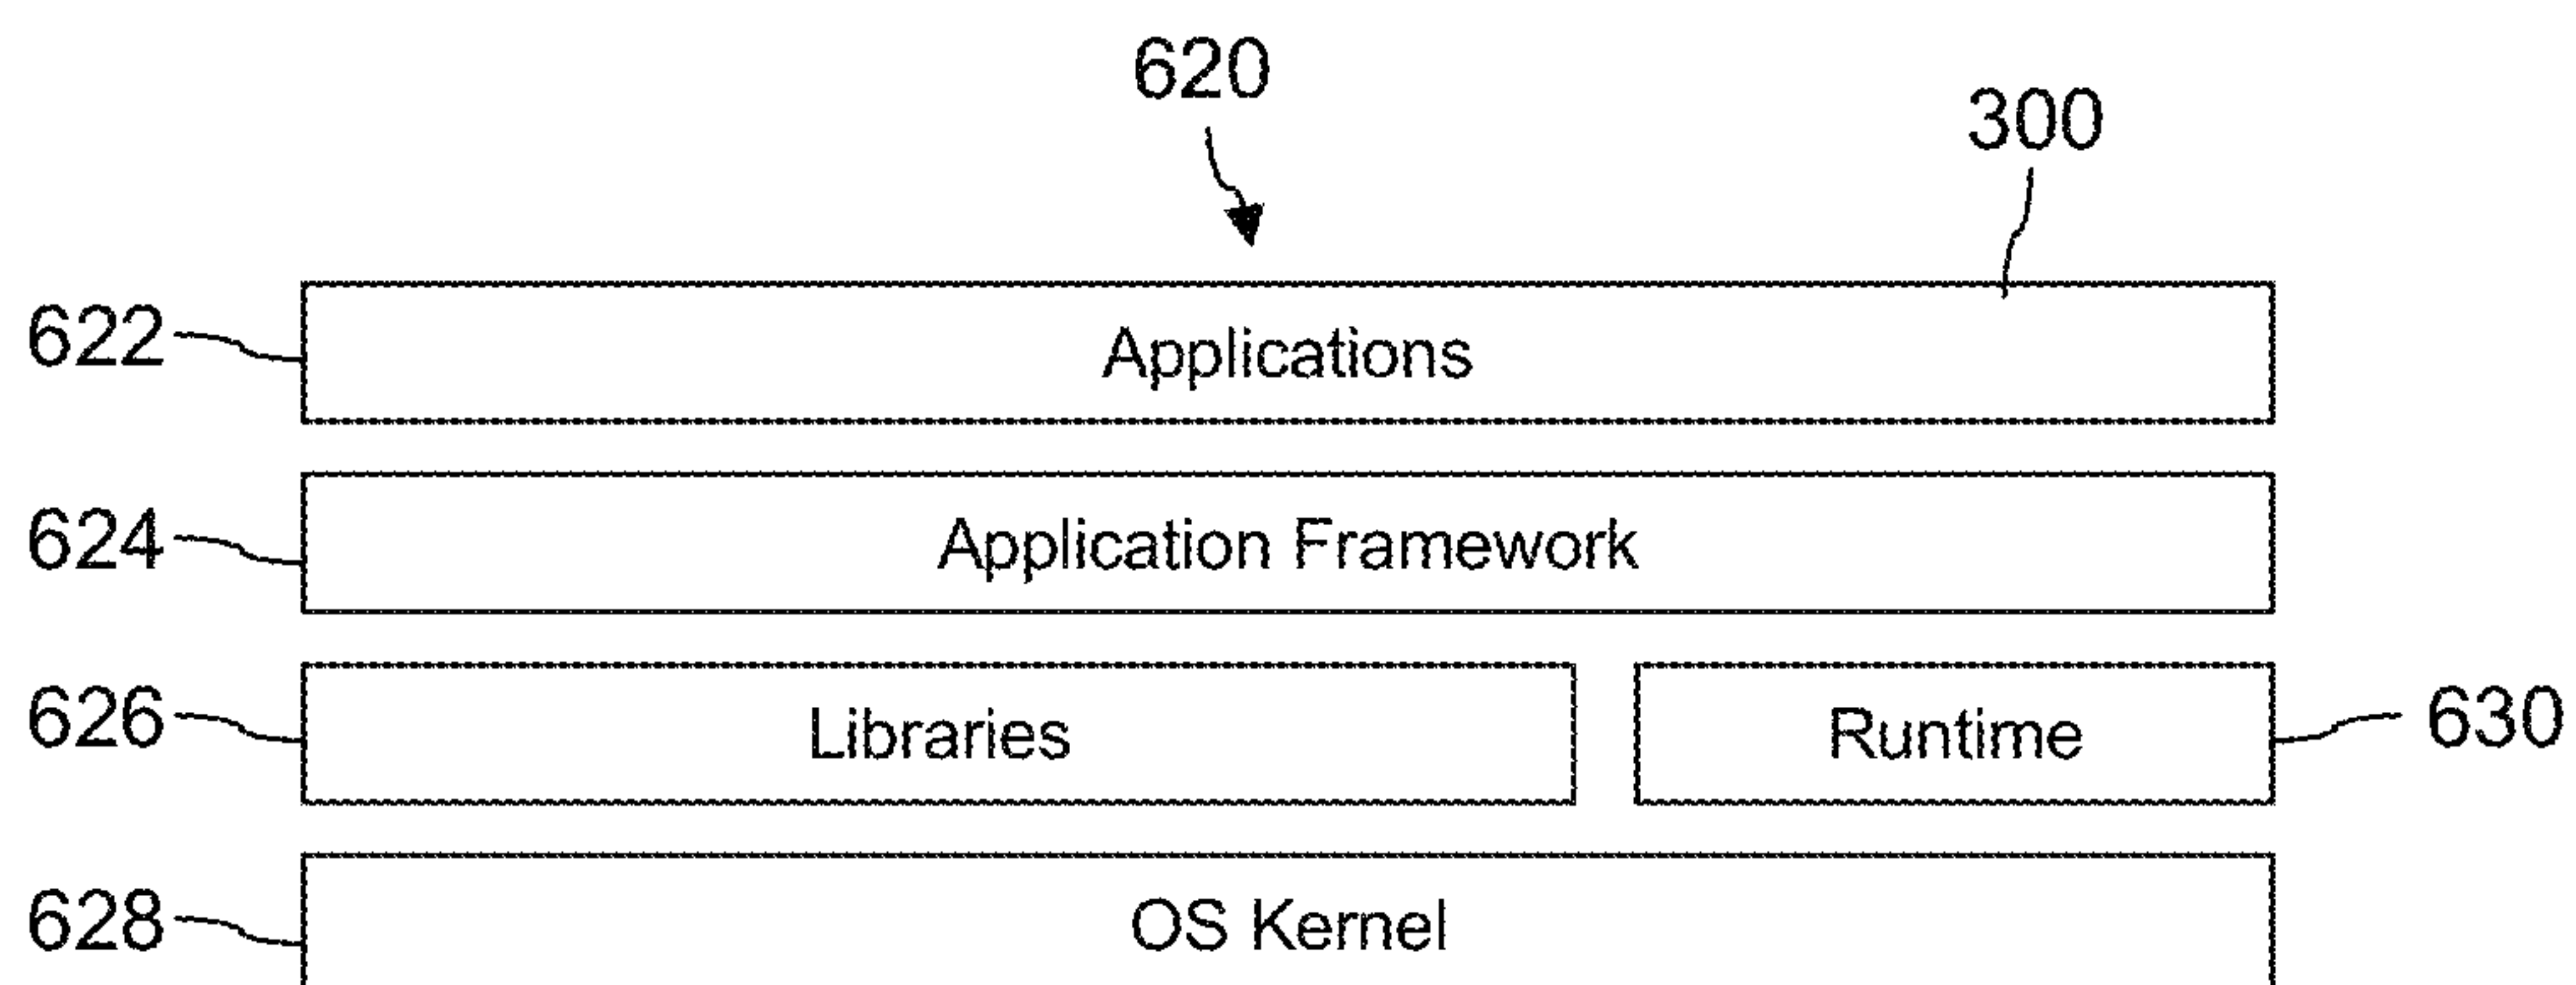 620
300
622
Applications
624
Application Framework
626
Libraries
Runtime
630
628
OS Kernel